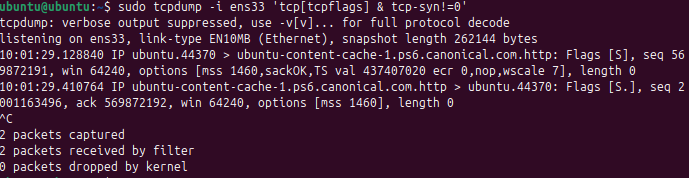 ubuntu@ubuntu:~$ sudo tcpdump -i ens33 'tcp[tcpflags] & tcp-syn!=0'
tcpdump: verbose output suppressed, use -v[v]... for full protocol decode
listening on ens33, link-type EN10MB (Ethernet), snapshot length 262144 bytes
10:01:29.128840 IP ubuntu.44370 > ubuntu-content-cache-1.ps6.canonical.com.http: Flags [S], seq 56
9872191, win 64240, options [mss 1460,sackOK,TS val 437407020 ecr 0,nop,wscale 7], length 0
10:01:29.410764 IP ubuntu-content-cache-1.ps6.canonical.com.http > ubuntu.44370: Flags [S.], seq 2
001163496, ack 569872192, win 64240, options [mss 1460], length 0
^C
2 packets captured
2 packets received by filter
0 packets dropped by kernel